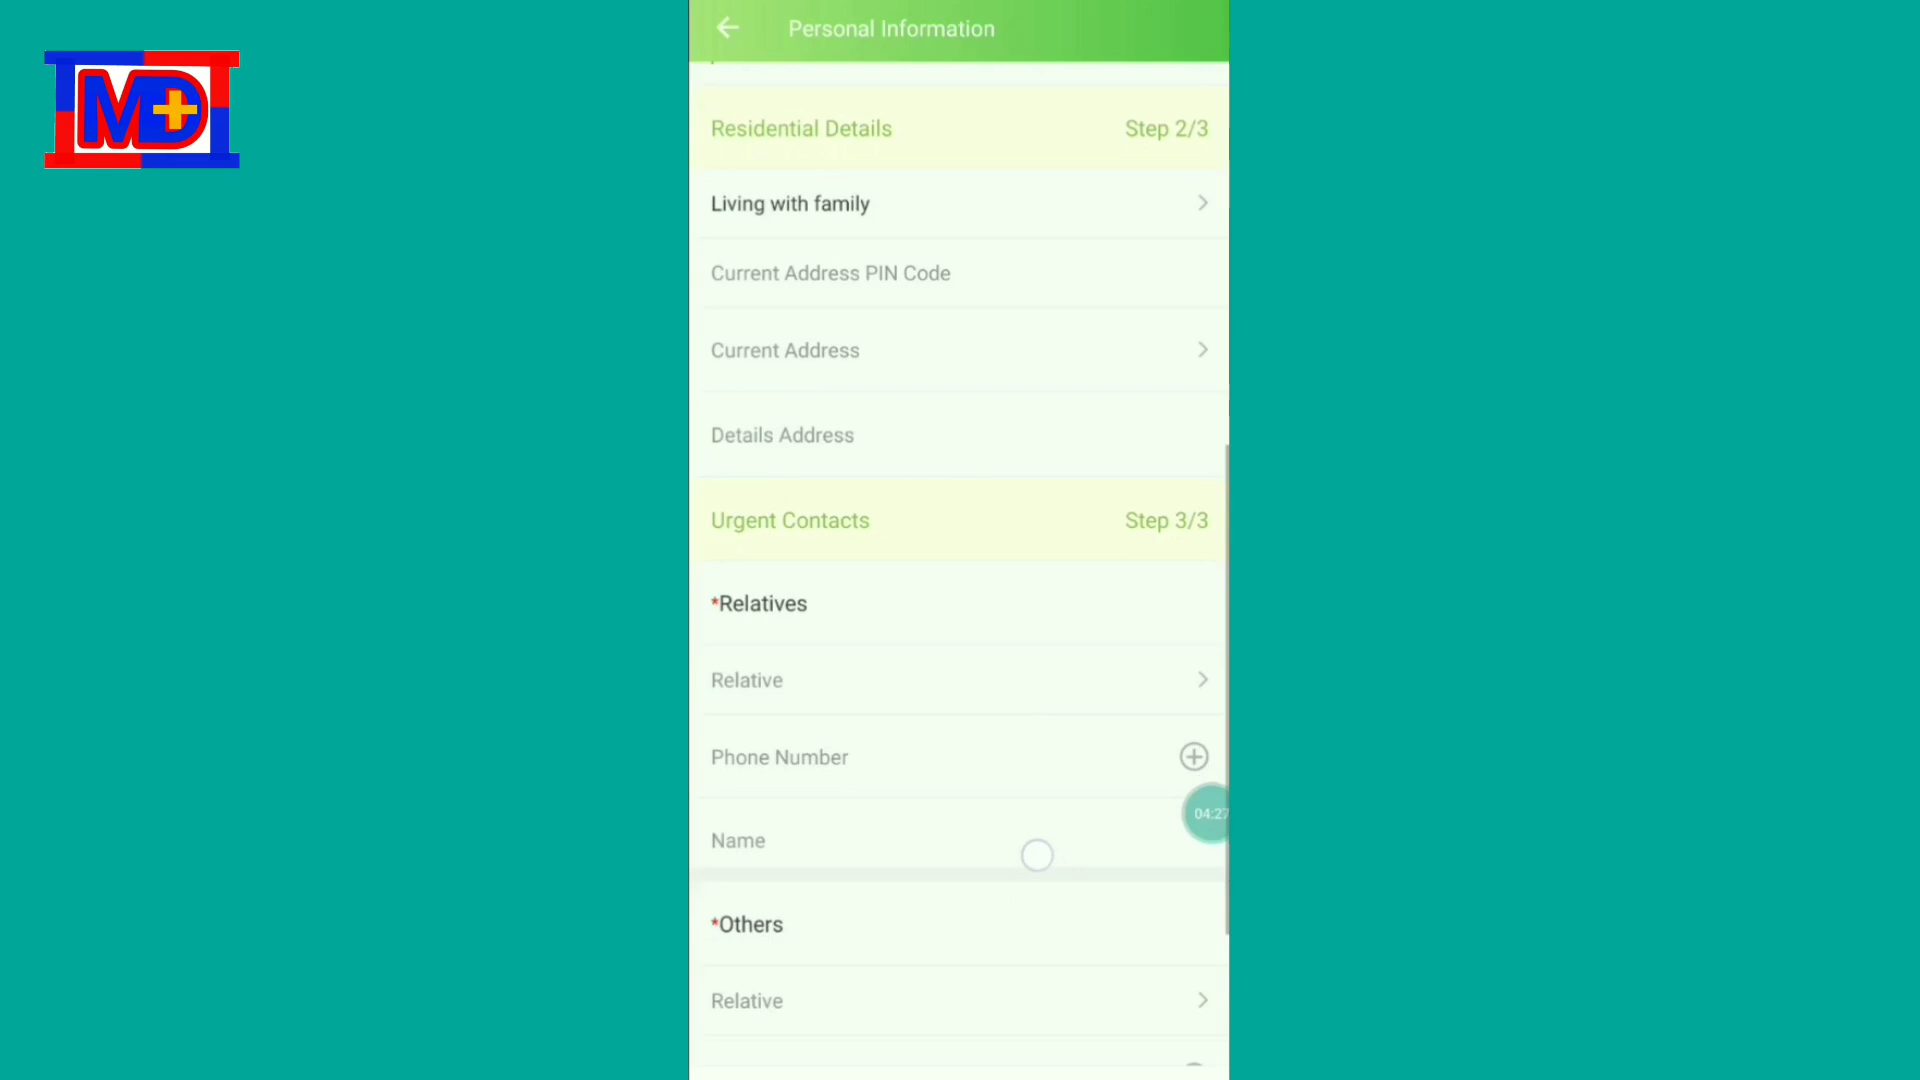 MD
Personal Information
Residential Details Step 2/3
Living with family
Current Address PIN Code
Current Address
Details Address
Urgent Contacts Step 3/3
*Relatives
Relative
Phone Number
04:27
Name
*Others
Relative